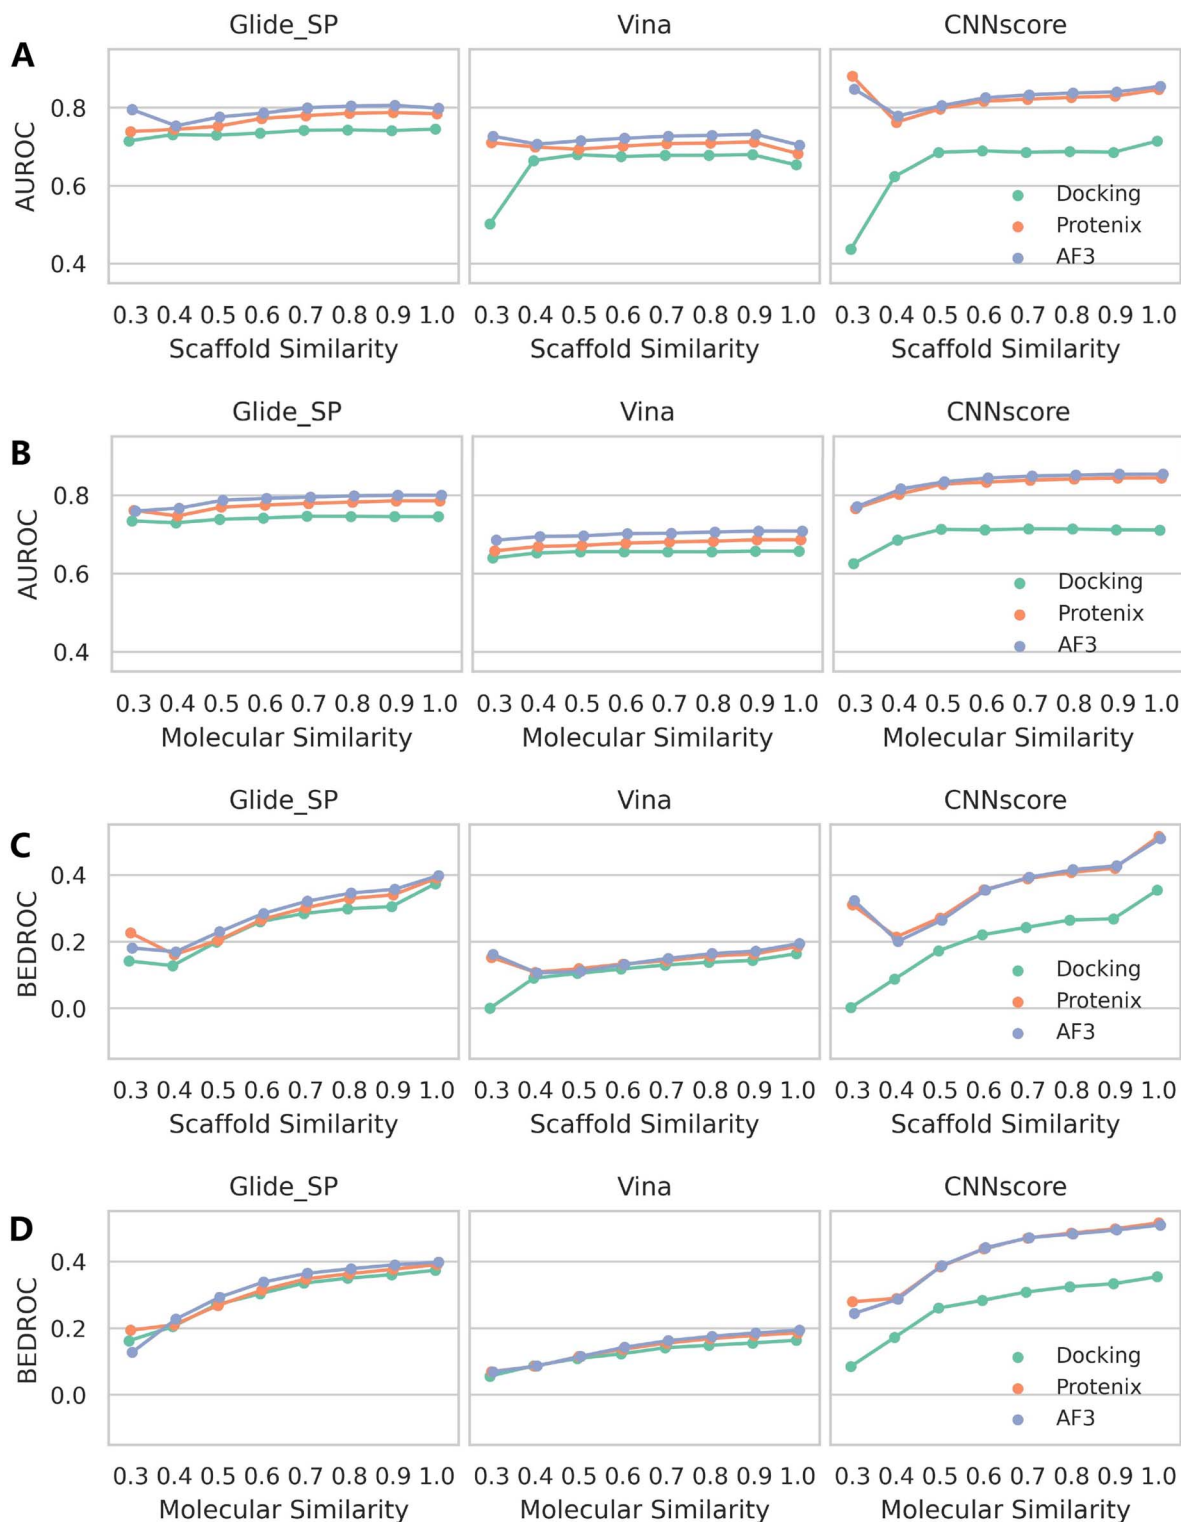 Glide_SP Vina CNNscore
A
0.8
0.6
0.4
AUROC
Docking
Protenix
AF3
0.3 0.4 0.5 0.6 0.7 0.8 0.9 1.0 0.3 0.4 0.5 0.6 0.7 0.8 0.9 1.0 0.3 0.4 0.5 0.6 0.7 0.8 0.9 1.0
Scaffold Similarity Scaffold Similarity Scaffold Similarity
Glide_SP Vina CNNscore
B
0.8
0.6
0.4
AUROC
Docking
Protenix
AF3
0.3 0.4 0.5 0.6 0.7 0.8 0.9 1.0 0.3 0.4 0.5 0.6 0.7 0.8 0.9 1.0 0.3 0.4 0.5 0.6 0.7 0.8 0.9 1.0
Molecular Similarity Molecular Similarity Molecular Similarity
Glide_SP Vina CNNscore
C
0.4
0.2
0.0
BEDROC
Docking
Protenix
AF3
0.3 0.4 0.5 0.6 0.7 0.8 0.9 1.0 0.3 0.4 0.5 0.6 0.7 0.8 0.9 1.0 0.3 0.4 0.5 0.6 0.7 0.8 0.9 1.0
Scaffold Similarity Scaffold Similarity Scaffold Similarity
Glide_SP Vina CNNscore
D
0.4
0.2
0.0
BEDROC
Docking
Protenix
AF3
0.3 0.4 0.5 0.6 0.7 0.8 0.9 1.0 0.3 0.4 0.5 0.6 0.7 0.8 0.9 1.0 0.3 0.4 0.5 0.6 0.7 0.8 0.9 1.0
Molecular Similarity Molecular Similarity Molecular Similarity